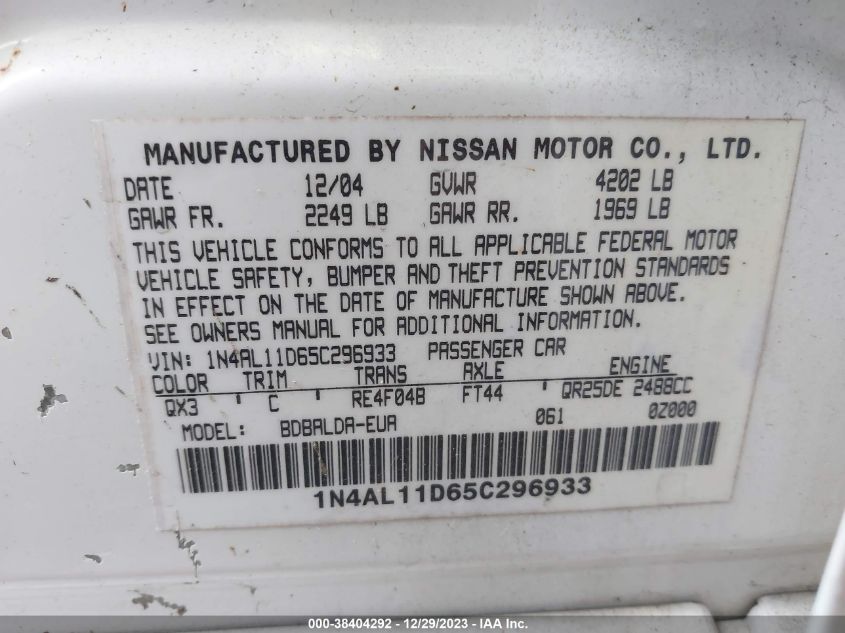 MANUFACTURED BY NISSAN MOTOR CO., LTD.
DATE 12/04 GVWR 4202 LB
GAWR FR. 2249 LB GAWR RR. 1969 LB
THIS VEHICLE CONFORMS TO ALL APPLICABLE FEDERAL MOTOR
VEHICLE SAFETY, BUMPER AND THEFT PREVENTION STANDARDS
IN EFFECT ON THE DATE OF MANUFACTURE SHOWN ABOVE.
SEE OWNERS MANUAL FOR ADDITIONAL INFORMATION.
VIN: 1N4AL11D65C296933 PASSENGER CAR
COLOR TRIM TRANS AXLE ENGINE
QX3 ' C ' RE4F04B FT44 ' QR25DE 2488CC
MODEL: BDBALDA-EUA 061 0Z000
1N4AL11D65C296933
000-38404292 - 12/29/2023 - IAA Inc.